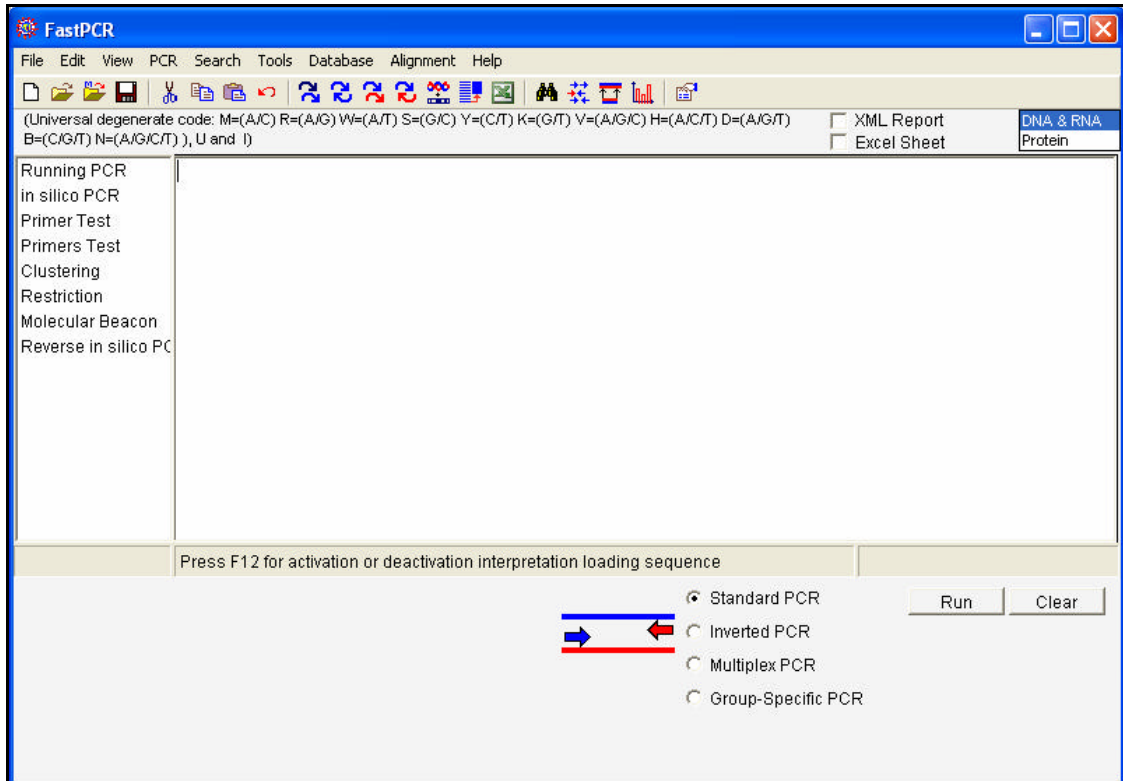 FastPCR
File Edit View PCR Search Tools Database Alignment Help
(Universal degenerate code: M=(A/C) R=(A/G) W=(A/T) S=(G/C) Y=(C/T) K=(G/T) V=(A/G/C) H=(A/C/T) D=(A/G/T)
B=(C/G/T) N=(A/G/C/T) ), U and I)
XML Report
Excel Sheet
DNA & RNA
Protein
Running PCR
in silico PCR
Primer Test
Primers Test
Clustering
Restriction
Molecular Beacon
Reverse in silico PC
Press F12 for activation or deactivation interpretation loading sequence
Standard PCR
Inverted PCR
Multiplex PCR
Group-Specific PCR
Run Clear